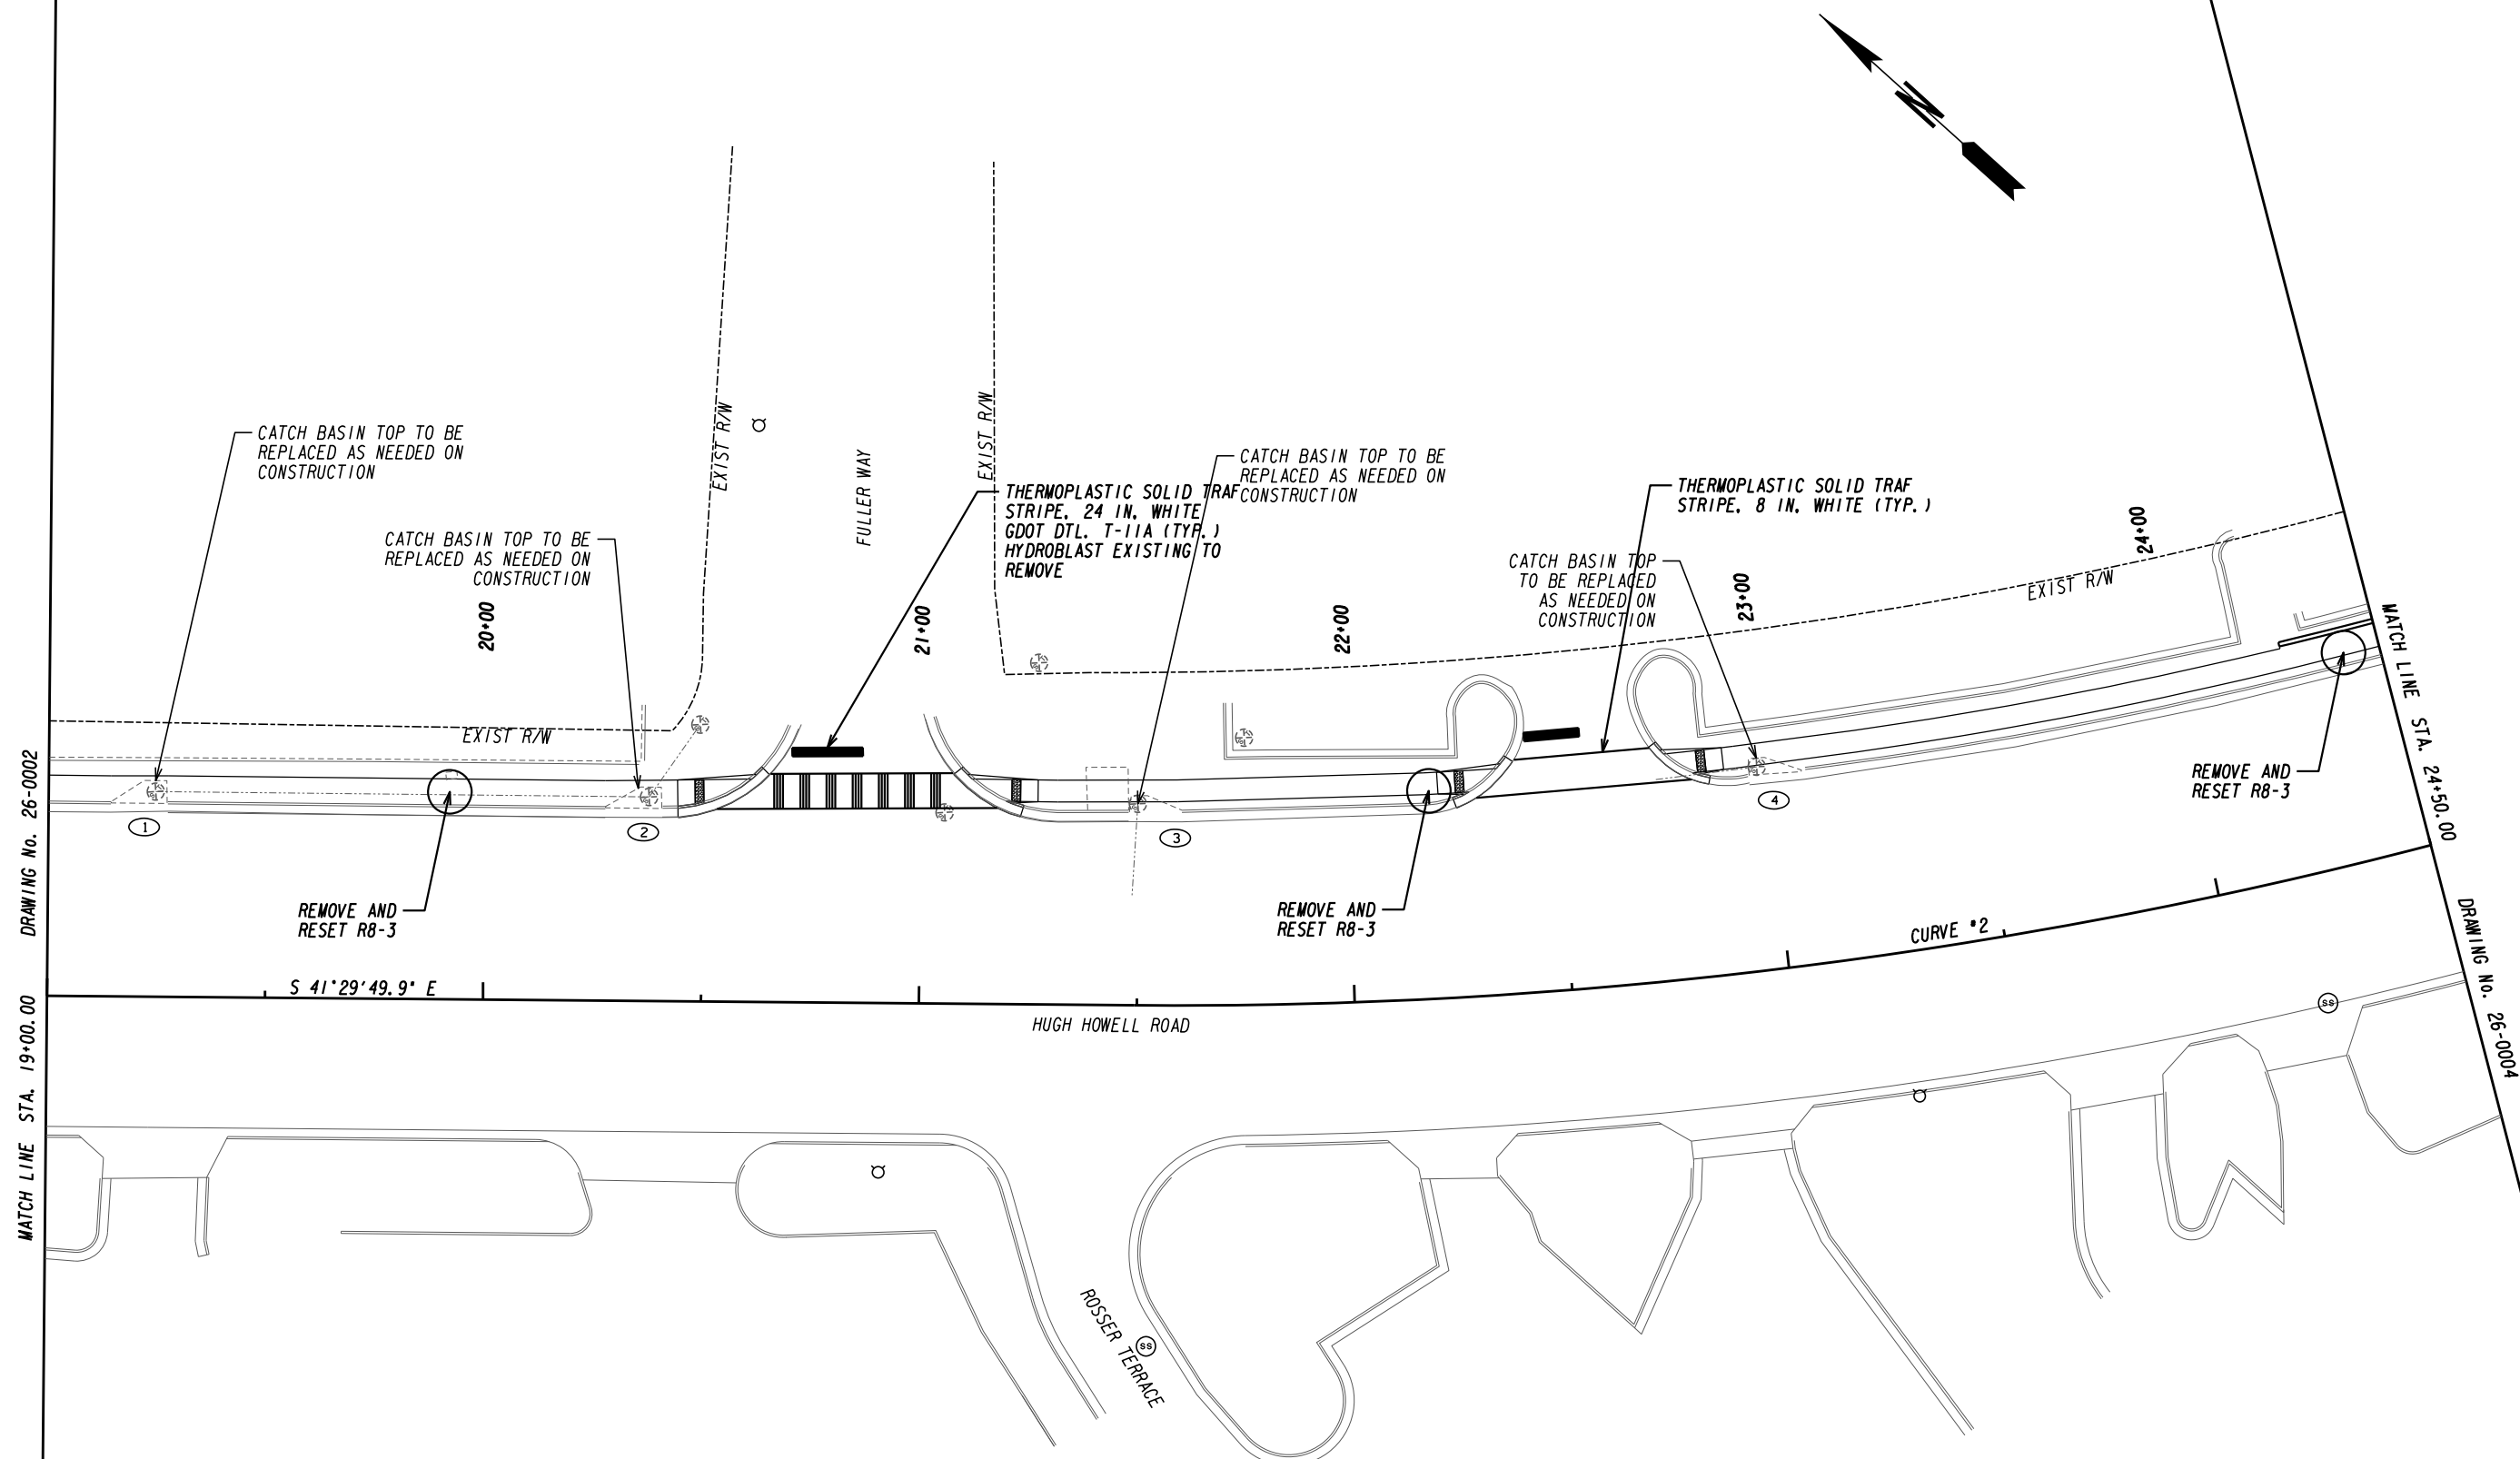 N
CATCH BASIN TOP TO BE
REPLACED AS NEEDED ON
CONSTRUCTION
CATCH BASIN TOP TO BE
REPLACED AS NEEDED ON
CONSTRUCTION
EXIST R/W
FULLER WAY
EXIST R/W
THERMOPLASTIC SOLID TRAF
STRIPE, 24 IN, WHITE
GDOT DTL. T-11A (TYP.)
HYDROBLAST EXISTING TO
REMOVE
CATCH BASIN TOP TO BE
REPLACED AS NEEDED ON
CONSTRUCTION
THERMOPLASTIC SOLID TRAF
STRIPE, 8 IN, WHITE (TYP.)
CATCH BASIN TOP
TO BE REPLACED
AS NEEDED ON
CONSTRUCTION
20+00
21+00
22+00
23+00
24+00
EXIST R/W
EXIST R/W
1
2
3
4
REMOVE AND
RESET R8-3
REMOVE AND
RESET R8-3
REMOVE AND
RESET R8-3
S 41°29'49.9" E
CURVE #2
HUGH HOWELL ROAD
ROSSER TERRACE
SS
SS
MATCH LINE STA. 19+00.00 DRAWING No. 26-0002
MATCH LINE STA. 24+50.00 DRAWING No. 26-0004